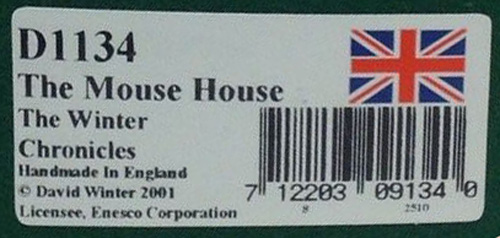 D1134
The Mouse House
The Winter
Chronicles
Handmade In England
© David Winter 2001
Licensee, Enesco Corporation
7 12203 09134 0
8 2510